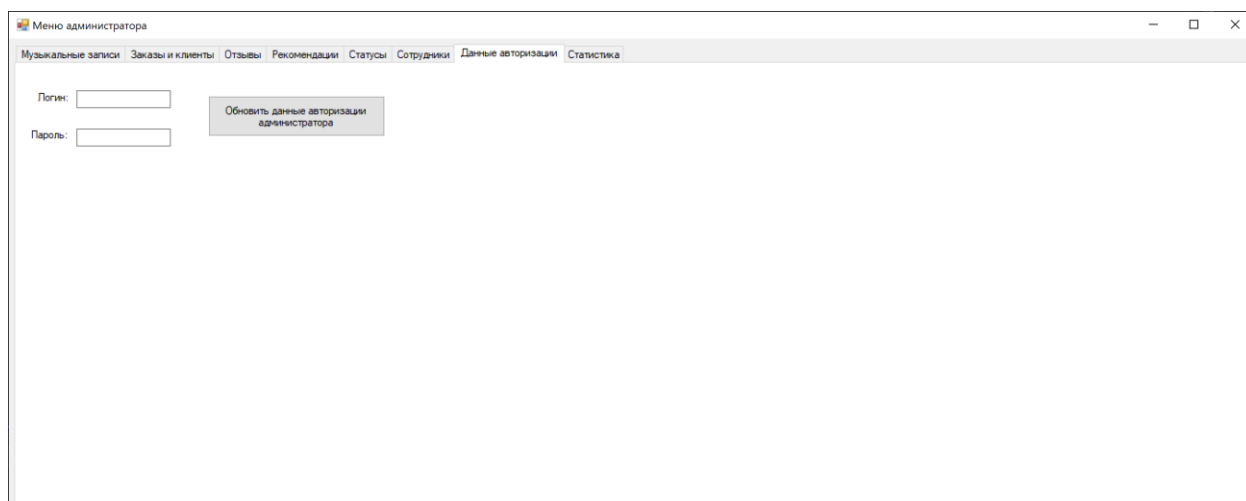 Меню администратора
Музыкальные записи Заказы и клиенты Отзывы Рекомендации Статусы Сотрудники Данные авторизации Статистика
Логин:
Обновить данные авторизации
администратора
Пароль: